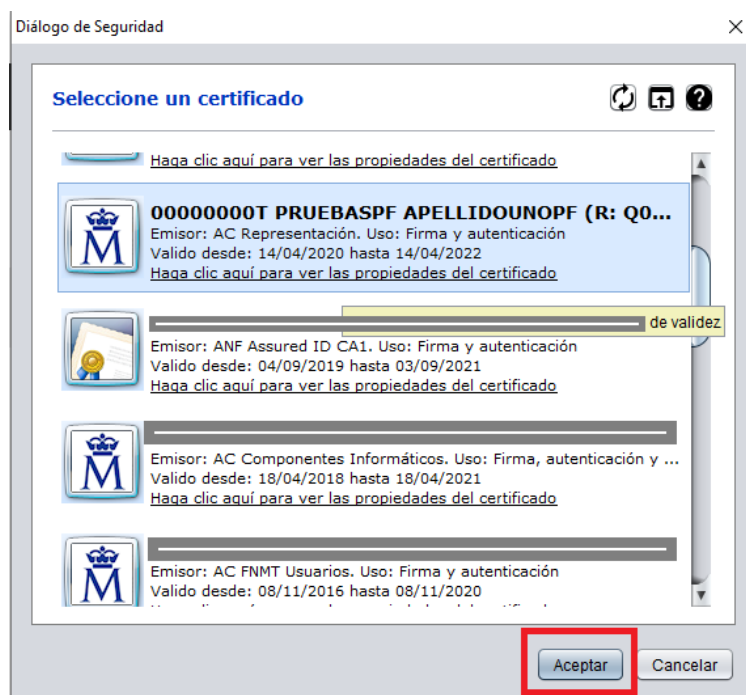 Diálogo de Seguridad
Seleccione un certificado
Haga clic aquí para ver las propiedades del certificado
00000000T PRUEBASPF APELLIDOUNOPF (R: Q0...
Emisor: AC Representación. Uso: Firma y autenticación
Valido desde: 14/04/2020 hasta 14/04/2022
Haga clic aquí para ver las propiedades del certificado
de validez
Emisor: ANF Assured ID CA1. Uso: Firma y autenticación
Valido desde: 04/09/2019 hasta 03/09/2021
Haga clic aquí para ver las propiedades del certificado
Emisor: AC Componentes Informáticos. Uso: Firma, autenticación y ...
Valido desde: 18/04/2018 hasta 18/04/2021
Haga clic aquí para ver las propiedades del certificado
Emisor: AC FNMT Usuarios. Uso: Firma y autenticación
Valido desde: 08/11/2016 hasta 08/11/2020
Aceptar
Cancelar